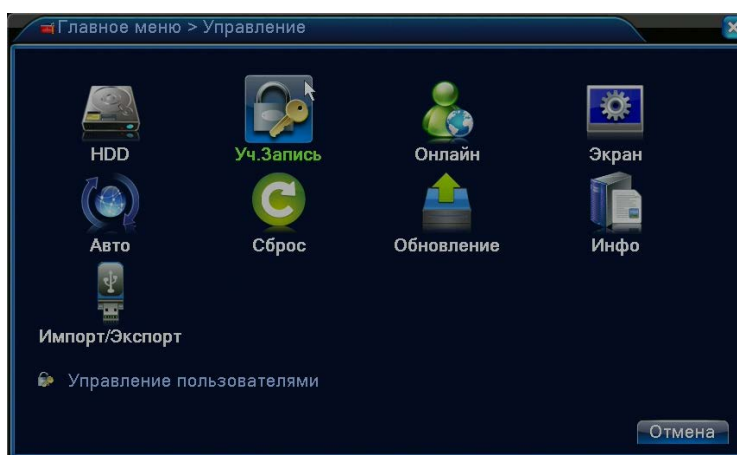 Главное меню > Управление
HDD Уч.Запись Онлайн Экран
Авто Сброс Обновление Инфо
Импорт/Экспорт
Управление пользователями
Отмена